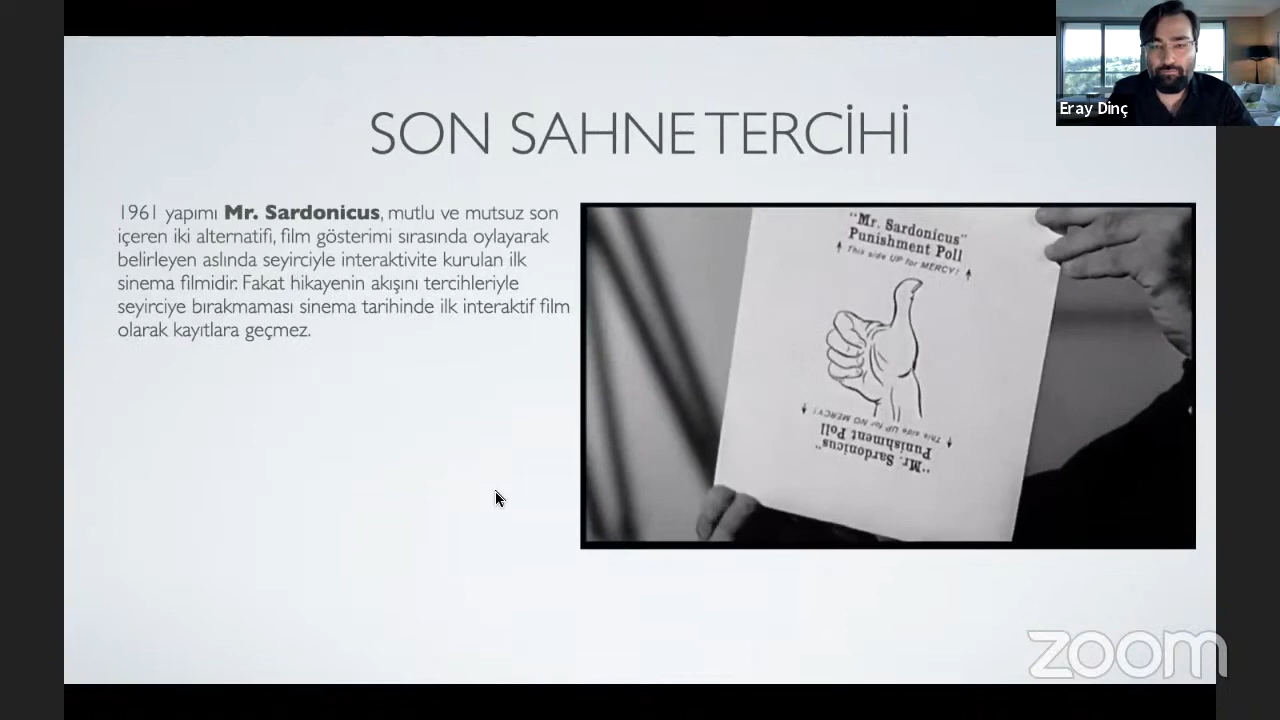 Eray Dinç
SON SAHNE TERCİHİ
1961 yapımı Mr. Sardonicus, mutlu ve mutsuz son
içeren iki alternatifi, film gösterimi sırasında oylayarak
belirleyen aslında seyirciyle interaktivite kurulan ilk
sinema filmidir. Fakat hikayenin akışını tercihleriyle
seyirciye bırakmaması sinema tarihinde ilk interaktif film
olarak kayıtlara geçmez.
"Mr. Sardonicus"
Punishment Poll
This side UP for MERCY!
This side UP for NO MERCY!
Punishment Poll
"Mr. Sardonicus"
zoom